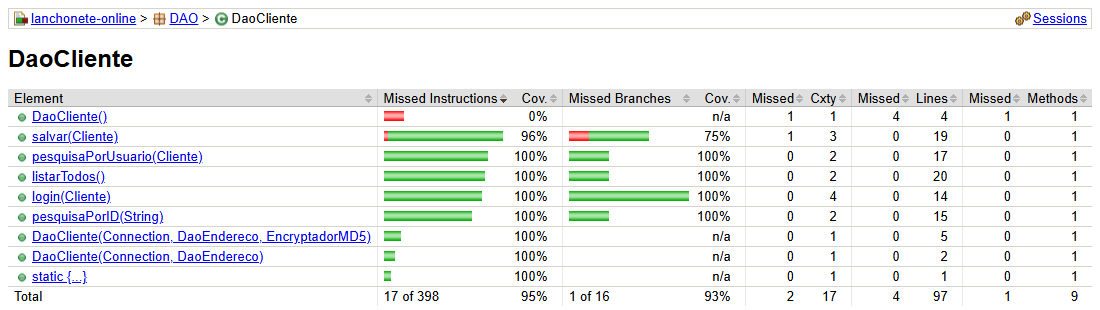 lanchonete-online > DAO > DaoCliente Sessions
DaoCliente
Element Missed Instructions Cov. Missed Branches Cov. Missed Cxty Missed Lines Missed Methods
DaoCliente() 0% n/a 1 1 4 4 1 1
salvar(Cliente) 96% 75% 1 3 0 19 0 1
pesquisaPorUsuario(Cliente) 100% 100% 0 2 0 17 0 1
listarTodos() 100% 100% 0 2 0 20 0 1
login(Cliente) 100% 100% 0 4 0 14 0 1
pesquisaPorID(String) 100% 100% 0 2 0 15 0 1
DaoCliente(Connection, DaoEndereco, EncryptadorMD5) 100% n/a 0 1 0 5 0 1
DaoCliente(Connection, DaoEndereco) 100% n/a 0 1 0 2 0 1
static {...} 100% n/a 0 1 0 1 0 1
Total 17 of 398 95% 1 of 16 93% 2 17 4 97 1 9